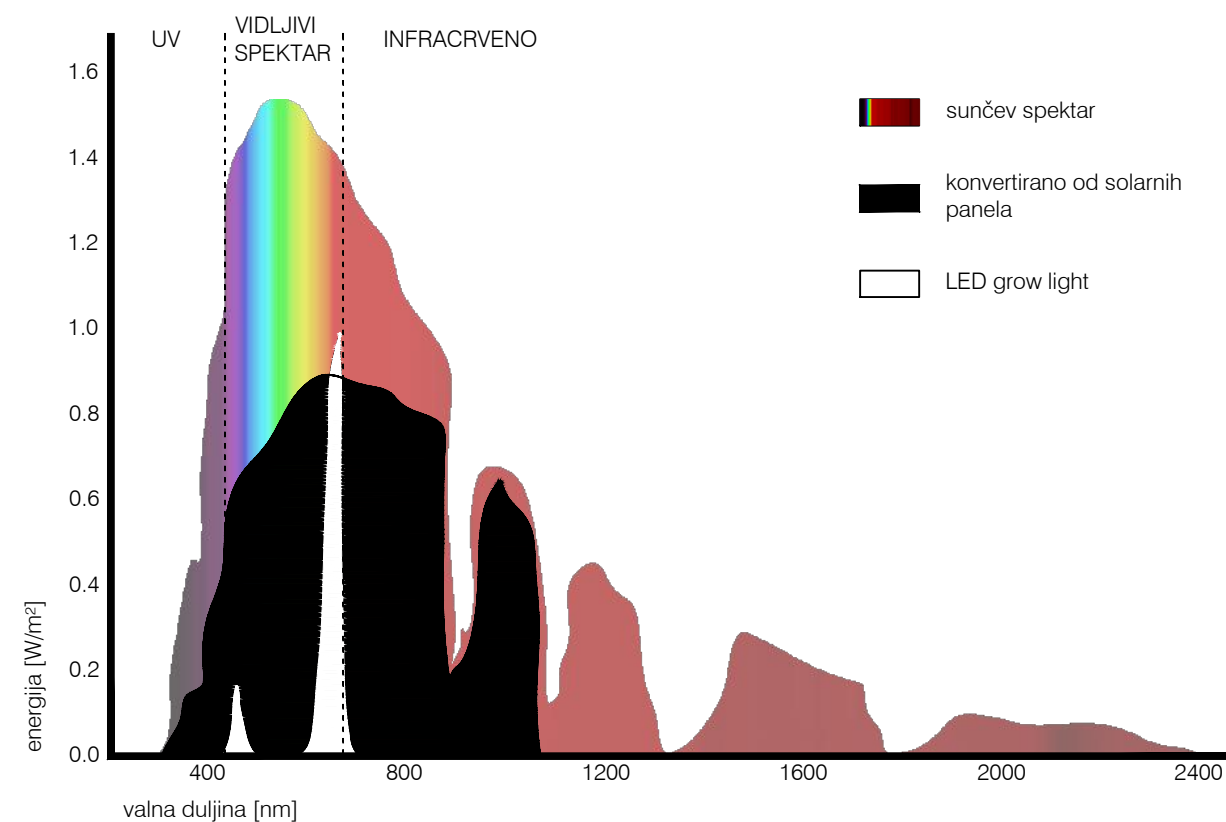 UV
VIDLJIVI
SPEKTAR
INFRACRVENO
1.6
1.4
1.2
1.0
0.8
0.6
0.4
0.2
0.0
energija [W/m²]
sunčev spektar
konvertirano od solarnih
panela
LED grow light
400
800
1200
1600
2000
2400
valna duljina [nm]